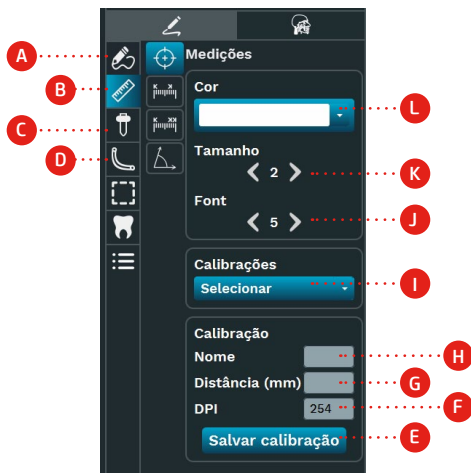 A
B
C
D
Medições
Cor
L
Tamanho
2
K
Font
5
J
Calibrações
Selecionar
I
Calibração
Nome
H
Distância (mm)
G
DPI
254
F
Salvar calibração
E